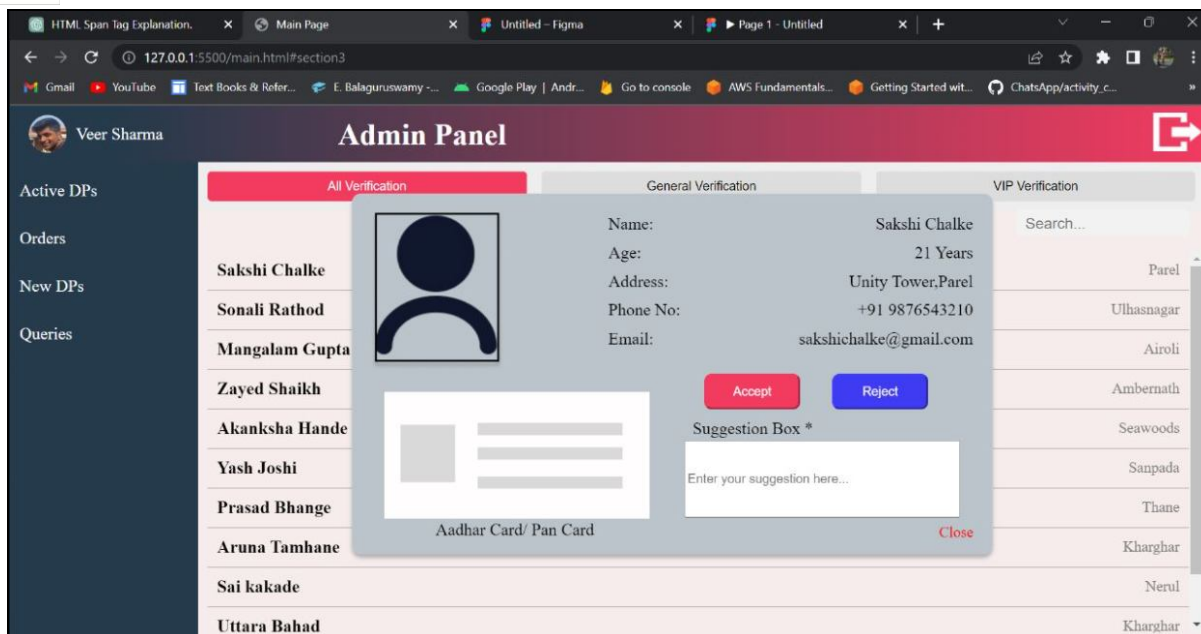 HTML Span Tag Explanation.
Main Page
Untitled – Figma
Page 1 - Untitled
127.0.0.1:5500/main.html#section3
Gmail YouTube Text Books & Refer... E. Balaguruswamy -... Google Play | Andr... Go to console AWS Fundamentals... Getting Started wit... ChatsApp/activity_c... »
Veer Sharma
Admin Panel
Active DPs
Orders
New DPs
Queries
All Verification General Verification VIP Verification
Search...
Sakshi Chalke Parel
Sonali Rathod Ulhasnagar
Mangalam Gupta Airoli
Zayed Shaikh Ambernath
Akanksha Hande Seawoods
Yash Joshi Sanpada
Prasad Bhange Thane
Aruna Tamhane Kharghar
Sai kakade Nerul
Uttara Bahad Kharghar
Name: Sakshi Chalke
Age: 21 Years
Address: Unity Tower,Parel
Phone No: +91 9876543210
Email: sakshichalke@gmail.com
Accept Reject
Suggestion Box *
Enter your suggestion here...
Aadhar Card/ Pan Card
Close